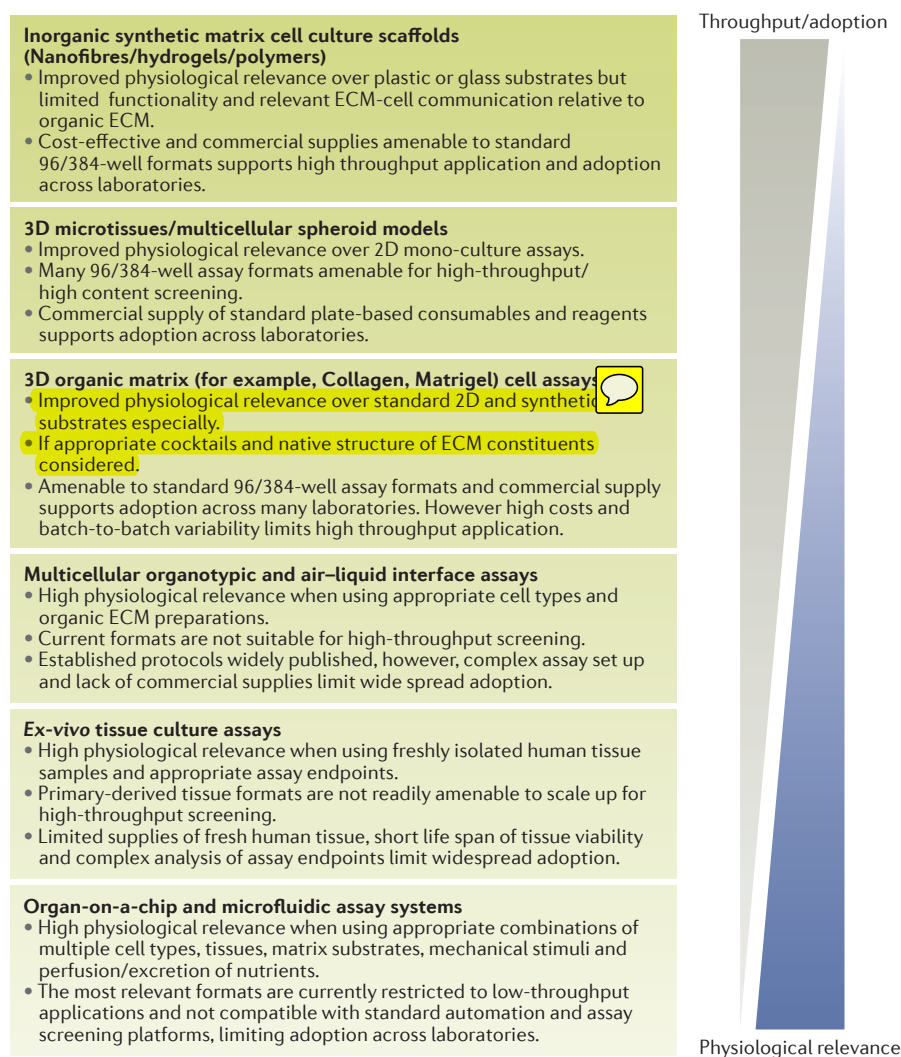 Throughput/adoption
Inorganic synthetic matrix cell culture scaffolds
(Nanofibres/hydrogels/polymers)
• Improved physiological relevance over plastic or glass substrates but
limited functionality and relevant ECM-cell communication relative to
organic ECM.
• Cost-effective and commercial supplies amenable to standard
96/384-well formats supports high throughput application and adoption
across laboratories.
3D microtissues/multicellular spheroid models
• Improved physiological relevance over 2D mono-culture assays.
• Many 96/384-well assay formats amenable for high-throughput/
high content screening.
• Commercial supply of standard plate-based consumables and reagents
supports adoption across laboratories.
3D organic matrix (for example, Collagen, Matrigel) cell assays
• Improved physiological relevance over standard 2D and synthetic
substrates especially.
• If appropriate cocktails and native structure of ECM constituents
considered.
• Amenable to standard 96/384-well assay formats and commercial supply
supports adoption across many laboratories. However high costs and
batch-to-batch variability limits high throughput application.
Multicellular organotypic and air–liquid interface assays
• High physiological relevance when using appropriate cell types and
organic ECM preparations.
• Current formats are not suitable for high-throughput screening.
• Established protocols widely published, however, complex assay set up
and lack of commercial supplies limit wide spread adoption.
Ex-vivo tissue culture assays
• High physiological relevance when using freshly isolated human tissue
samples and appropriate assay endpoints.
• Primary-derived tissue formats are not readily amenable to scale up for
high-throughput screening.
• Limited supplies of fresh human tissue, short life span of tissue viability
and complex analysis of assay endpoints limit widespread adoption.
Organ-on-a-chip and microfluidic assay systems
• High physiological relevance when using appropriate combinations of
multiple cell types, tissues, matrix substrates, mechanical stimuli and
perfusion/excretion of nutrients.
• The most relevant formats are currently restricted to low-throughput
applications and not compatible with standard automation and assay
screening platforms, limiting adoption across laboratories.
Physiological relevance